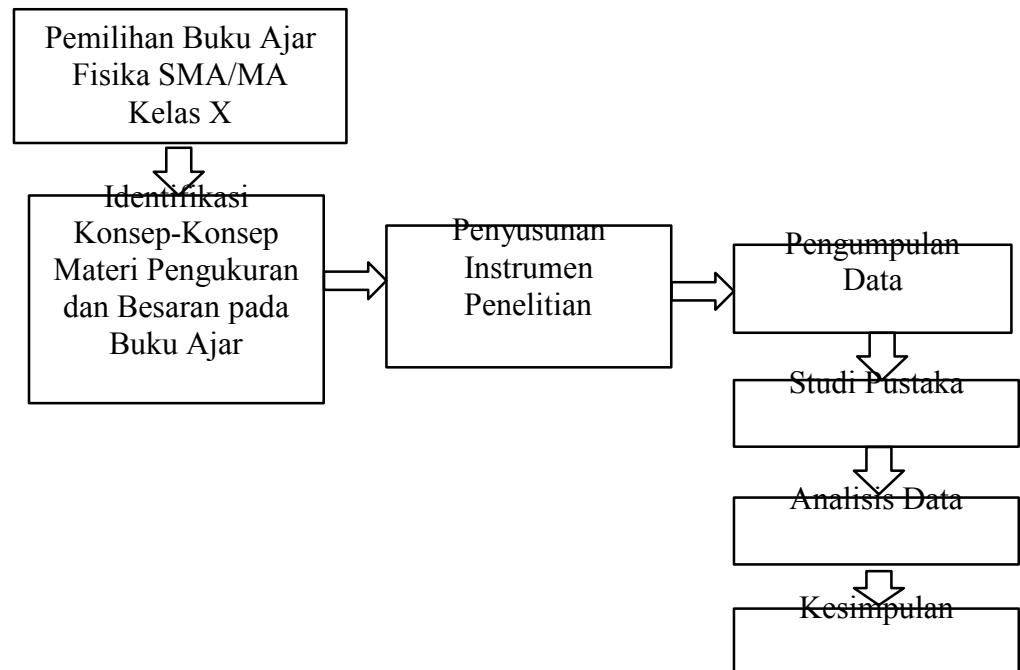 Pemilihan Buku Ajar
Fisika SMA/MA
Kelas X
Identifikasi
Konsep-Konsep
Materi Pengukuran
dan Besaran pada
Buku Ajar
Penyusunan
Instrumen
Penelitian
Pengumpulan
Data
Studi Pustaka
Analisis Data
Kesimpulan